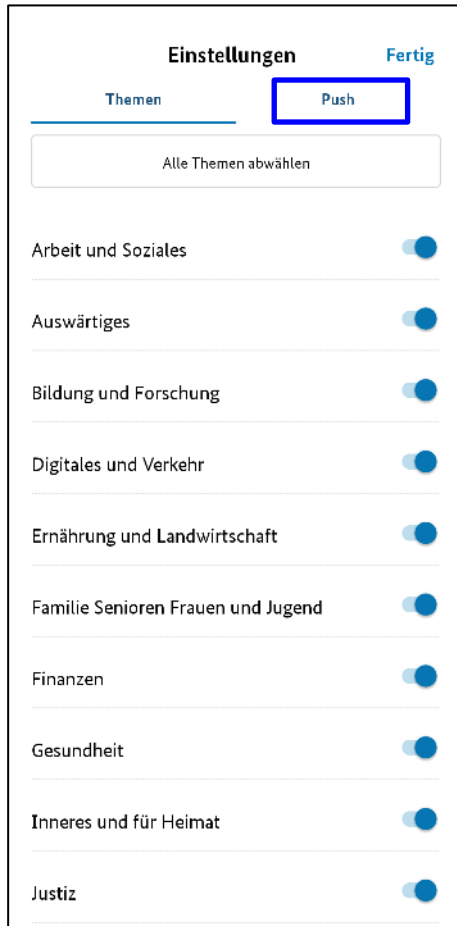 Einstellungen Fertig
Themen Push
Alle Themen abwählen
Arbeit und Soziales
Auswärtiges
Bildung und Forschung
Digitales und Verkehr
Ernährung und Landwirtschaft
Familie Senioren Frauen und Jugend
Finanzen
Gesundheit
Inneres und für Heimat
Justiz